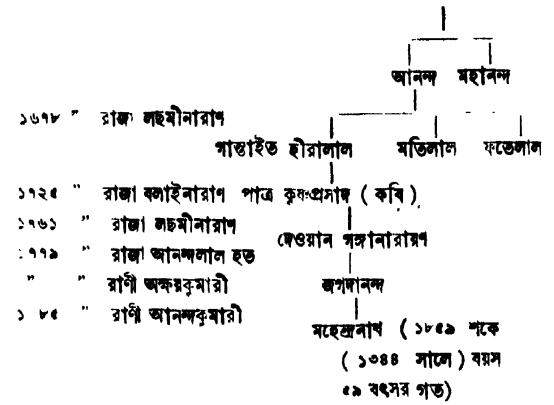 আনন্দ মহানন্দ
১৬৭৮ " রাজা লছমীনারাণ
গাস্তাইত হীরালাল মতিলাল ফতেলাল
১৭২৫ " রাজা বলাইনারাণ পাত্র কৃষ্ণপ্রসাদ ( কবি )
১৭৬১ " রাজা লছমীনারাণ
দেওয়ান গঙ্গানারায়ণ
১৭৭৯ " রাজা আনন্দলাল হত
" " রাণী অক্ষয়কুমারী
জগদানন্দ
" রাণী আনন্দকুমারী
মহেন্দ্রনাথ ( ১৮৫৯ শকে
( ১৩৪৪ সালে ) বয়স
৫৯ বৎসর গত)